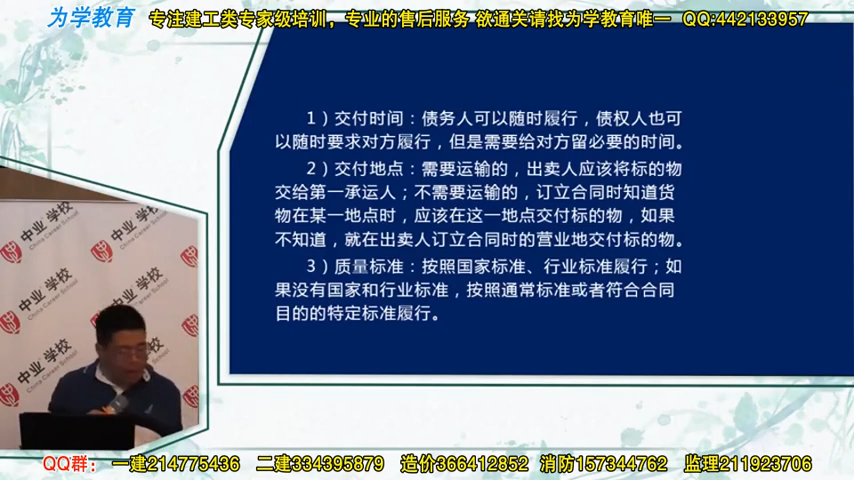 为学教育 专注建工类专家级培训，专业的售后服务 欲通关请找为学教育唯一 QQ:442133957
1）交付时间：债务人可以随时履行，债权人也可
以随时要求对方履行，但是需要给对方留必要的时间。
2）交付地点：需要运输的，出卖人应该将标的物
交给第一承运人；不需要运输的，订立合同时知道货
物在某一地点时，应该在这一地点交付标的物，如果
不知道，就在出卖人订立合同时的营业地交付标的物。
3）质量标准：按照国家标准、行业标准履行；如
果没有国家和行业标准，按照通常标准或者符合合同
目的的特定标准履行。
中业学校
China Career School
中业学校
中业学校
China Career School
中业学校
中业学校
China Career School
QQ群： 一建214775436 二建334395879 造价366412852 消防157344762 监理211923706